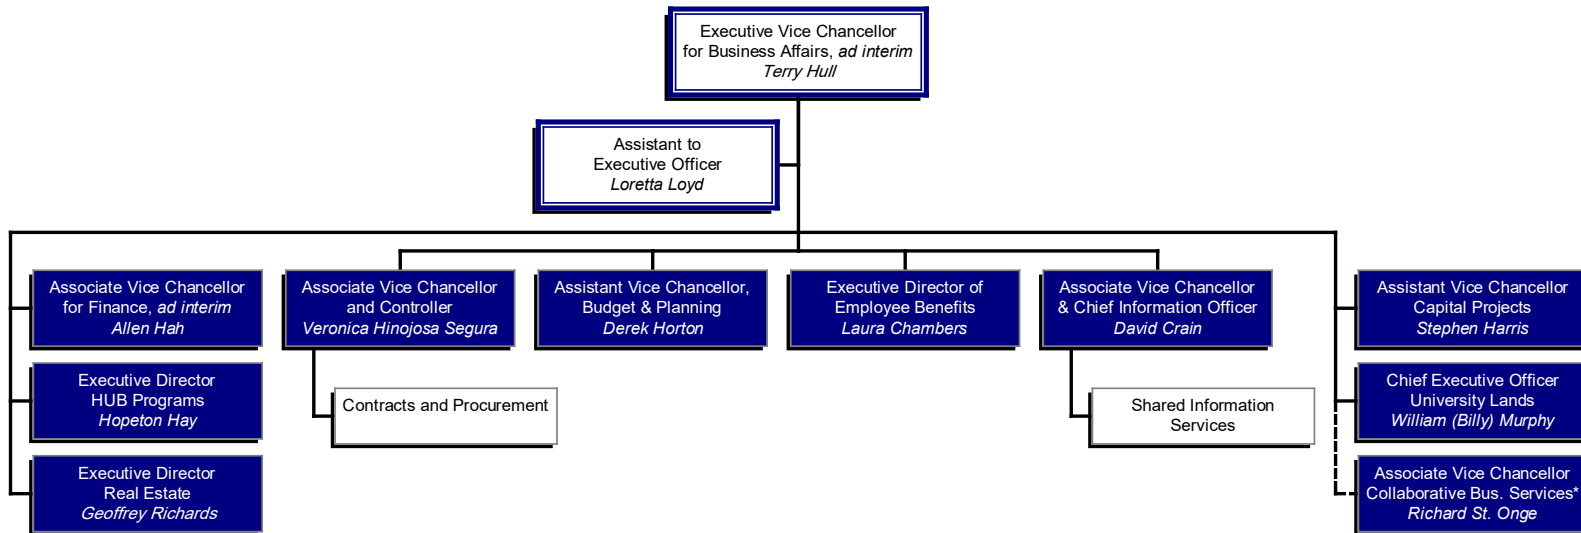 Executive Vice Chancellor
for Business Affairs, ad interim
Terry Hull
Assistant to
Executive Officer
Loretta Loyd
Associate Vice Chancellor
for Finance, ad interim
Allen Hah
Associate Vice Chancellor
and Controller
Veronica Hinojosa Segura
Assistant Vice Chancellor,
Budget & Planning
Derek Horton
Executive Director of
Employee Benefits
Laura Chambers
Associate Vice Chancellor
& Chief Information Officer
David Crain
Assistant Vice Chancellor
Capital Projects
Stephen Harris
Executive Director
HUB Programs
Hopeton Hay
Contracts and Procurement
Shared Information
Services
Chief Executive Officer
University Lands
William (Billy) Murphy
Executive Director
Real Estate
Geoffrey Richards
Associate Vice Chancellor
Collaborative Bus. Services*
Richard St. Onge